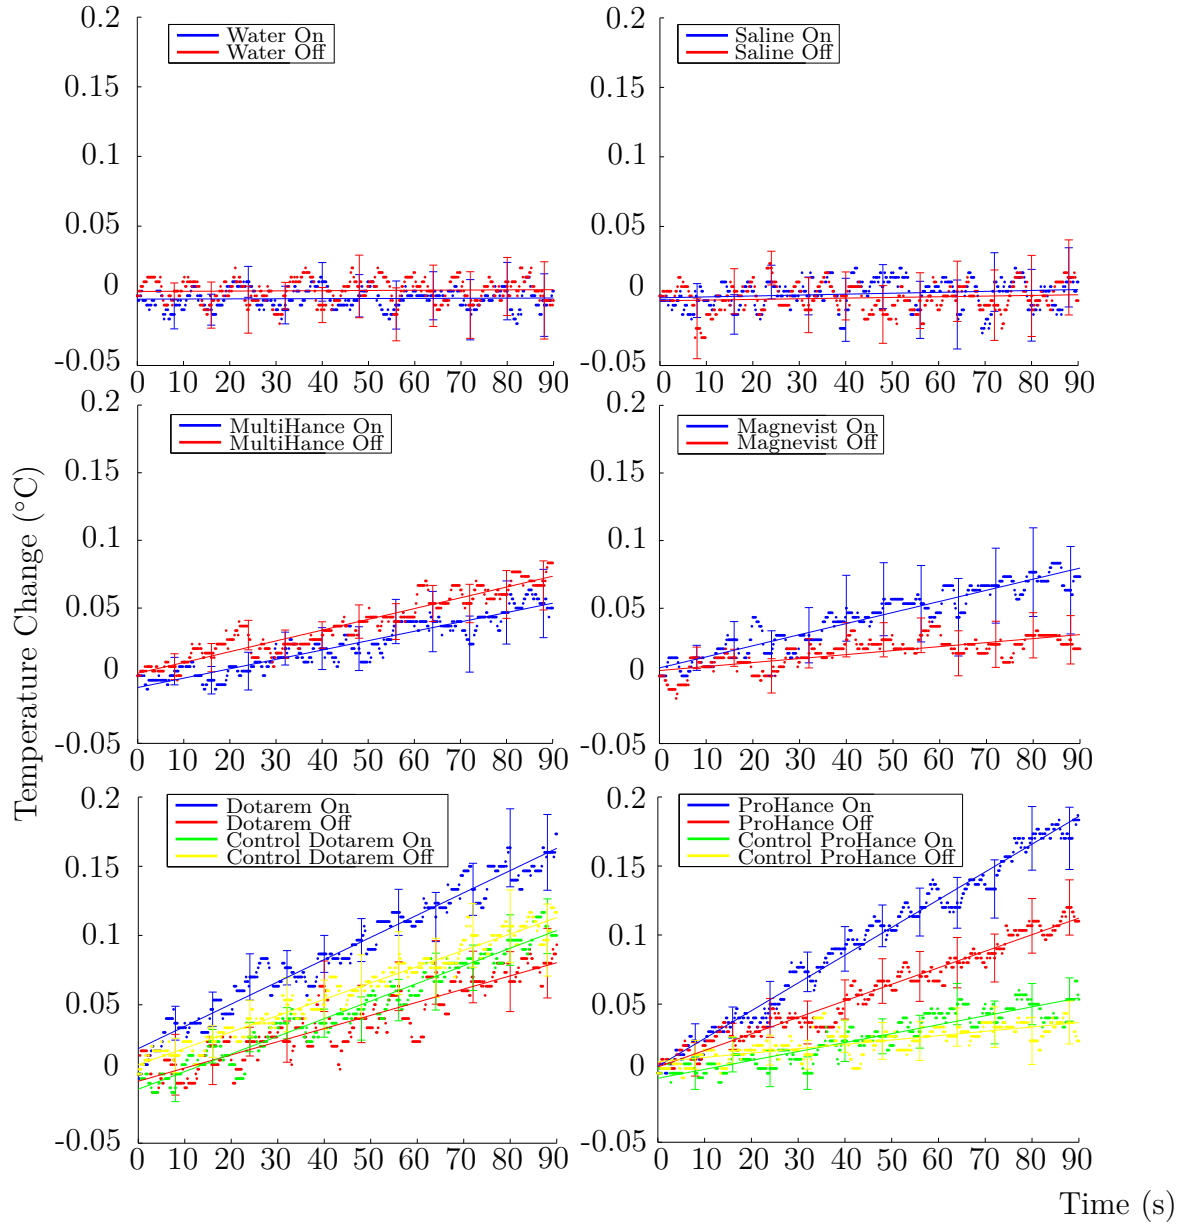 0.2
0.15
0.1
0.05
0
-0.05
Water On
Water Off
0 10 20 30 40 50 60 70 80 90
0.2
0.15
0.1
0.05
0
-0.05
Saline On
Saline Off
0 10 20 30 40 50 60 70 80 90
Temperature Change (°C)
0.2
0.15
0.1
0.05
0
-0.05
MultiHance On
MultiHance Off
0 10 20 30 40 50 60 70 80 90
0.2
0.15
0.1
0.05
0
-0.05
Magnevist On
Magnevist Off
0 10 20 30 40 50 60 70 80 90
0.2
0.15
0.1
0.05
0
-0.05
Dotarem On
Dotarem Off
Control Dotarem On
Control Dotarem Off
0 10 20 30 40 50 60 70 80 90
0.2
0.15
0.1
0.05
0
-0.05
ProHance On
ProHance Off
Control ProHance On
Control ProHance Off
0 10 20 30 40 50 60 70 80 90
Time (s)